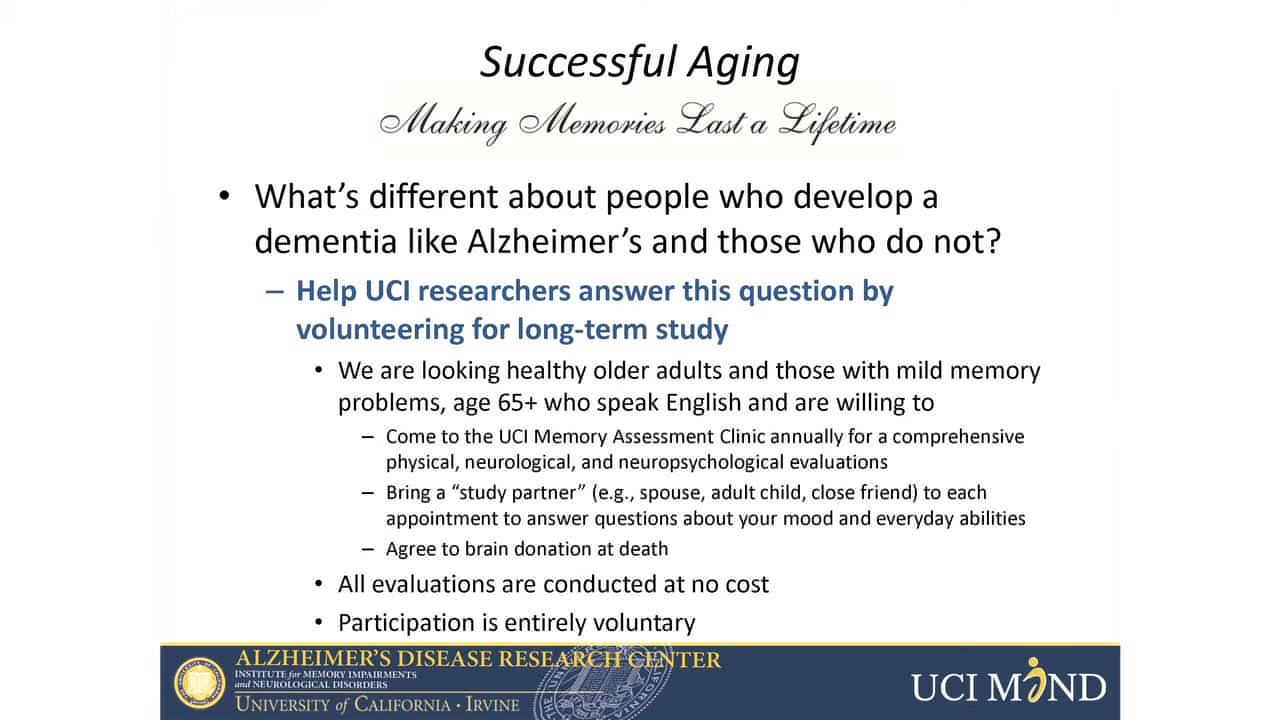 Successful Aging
Making Memories Last a Lifetime
• What’s different about people who develop a
dementia like Alzheimer’s and those who do not?
– Help UCI researchers answer this question by
volunteering for long-term study
• We are looking healthy older adults and those with mild memory
problems, age 65+ who speak English and are willing to
– Come to the UCI Memory Assessment Clinic annually for a comprehensive
physical, neurological, and neuropsychological evaluations
– Bring a “study partner” (e.g., spouse, adult child, close friend) to each
appointment to answer questions about your mood and everyday abilities
– Agree to brain donation at death
• All evaluations are conducted at no cost
• Participation is entirely voluntary
ALZHEIMER’S DISEASE RESEARCH CENTER
INSTITUTE for MEMORY IMPAIRMENTS
and NEUROLOGICAL DISORDERS
UNIVERSITY of CALIFORNIA · IRVINE
UCI MIND